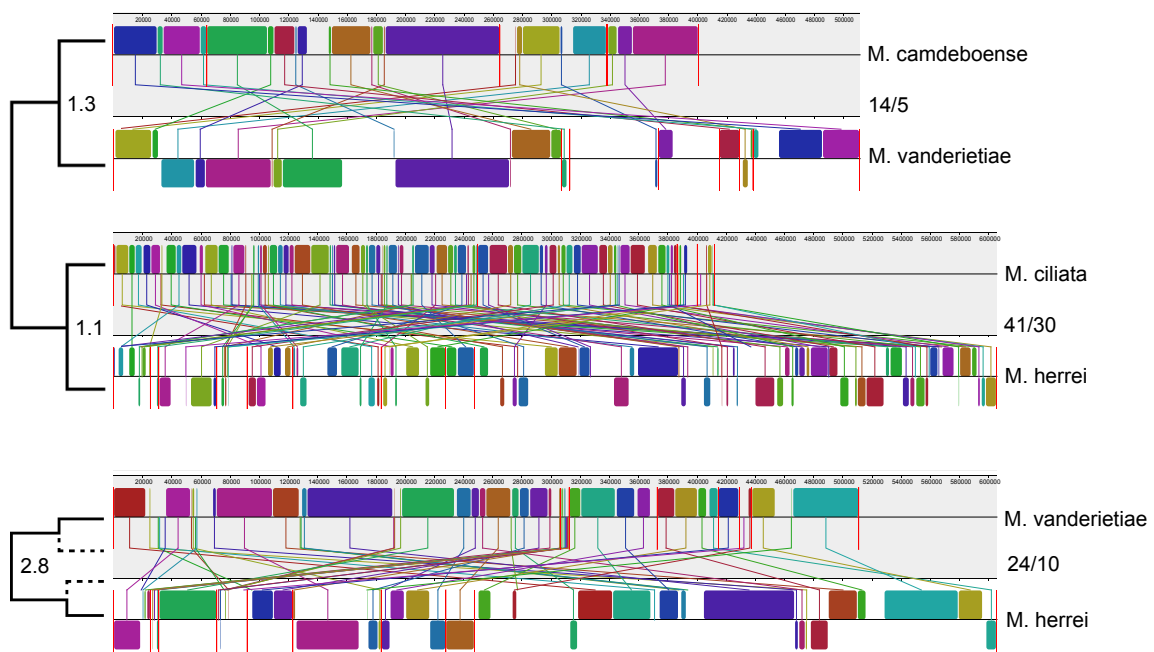 20000 40000 60000 80000 100000 120000 140000 160000 180000 200000 220000 240000 260000 280000 300000 320000 340000 360000 380000 400000 420000 440000 460000 480000 500000
M. camdeboense
1.3
14/5
M. vanderietiae
20000 40000 60000 80000 100000 120000 140000 160000 180000 200000 220000 240000 260000 280000 300000 320000 340000 360000 380000 400000 420000 440000 460000 480000 500000 520000 540000 560000 580000 600000
M. ciliata
1.1
41/30
M. herrei
20000 40000 60000 80000 100000 120000 140000 160000 180000 200000 220000 240000 260000 280000 300000 320000 340000 360000 380000 400000 420000 440000 460000 480000 500000 520000 540000 560000 580000 600000
M. vanderietiae
2.8
24/10
M. herrei